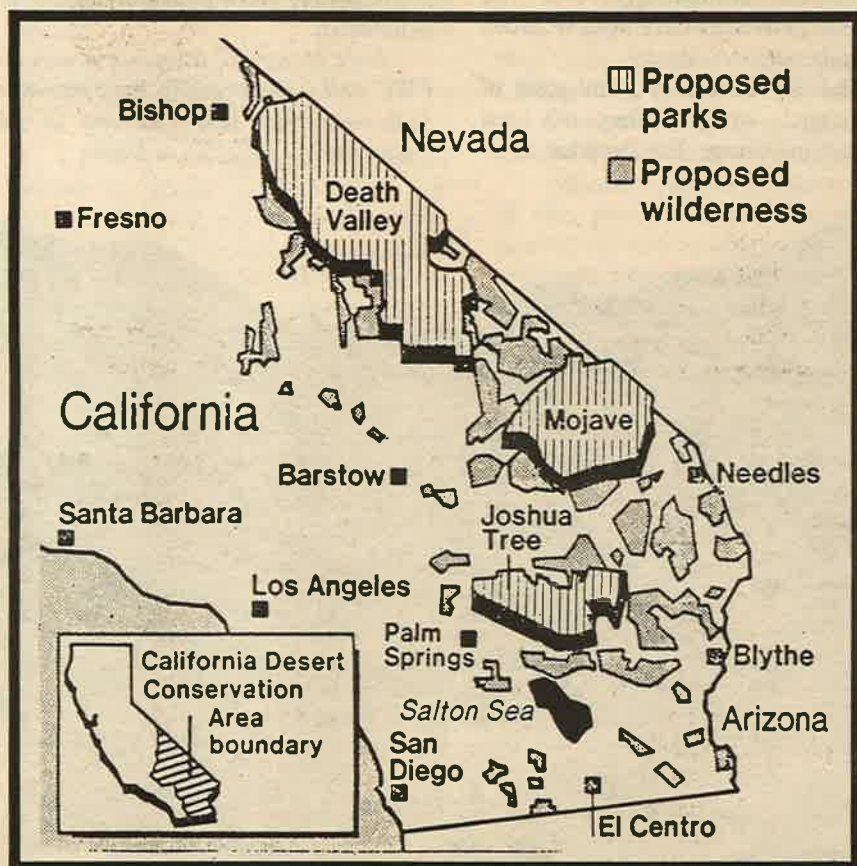 Proposed
parks
Proposed
wilderness
Bishop
Nevada
Death
Valley
Fresno
California
Mojave
Barstow
Needles
Santa Barbara
Joshua
Tree
Los Angeles
Palm
Springs
Blythe
California Desert
Conservation
Area
boundary
Salton Sea
Arizona
San
Diego
El Centro